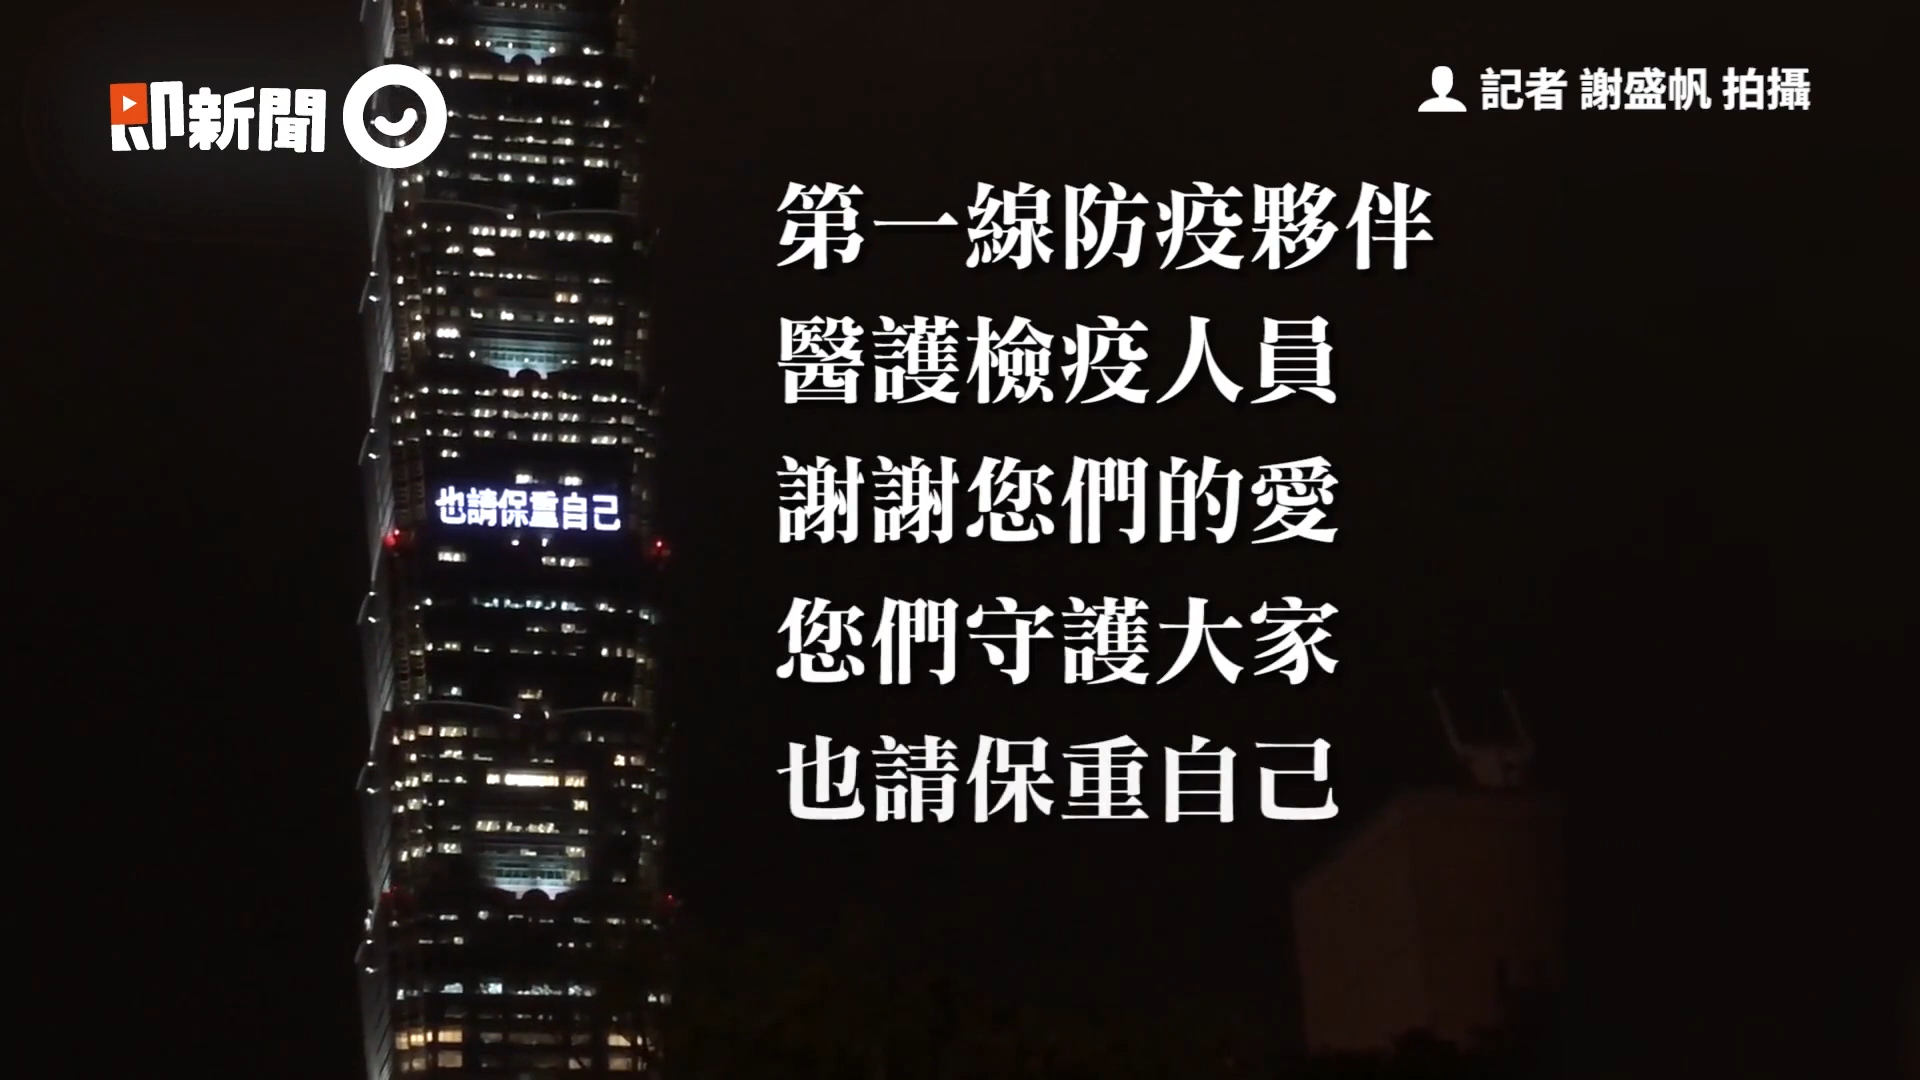 即新聞
記者 謝盛帆 拍攝
第一線防疫夥伴
醫護檢疫人員
謝謝您們的愛
您們守護大家
也請保重自己
也請保重自己